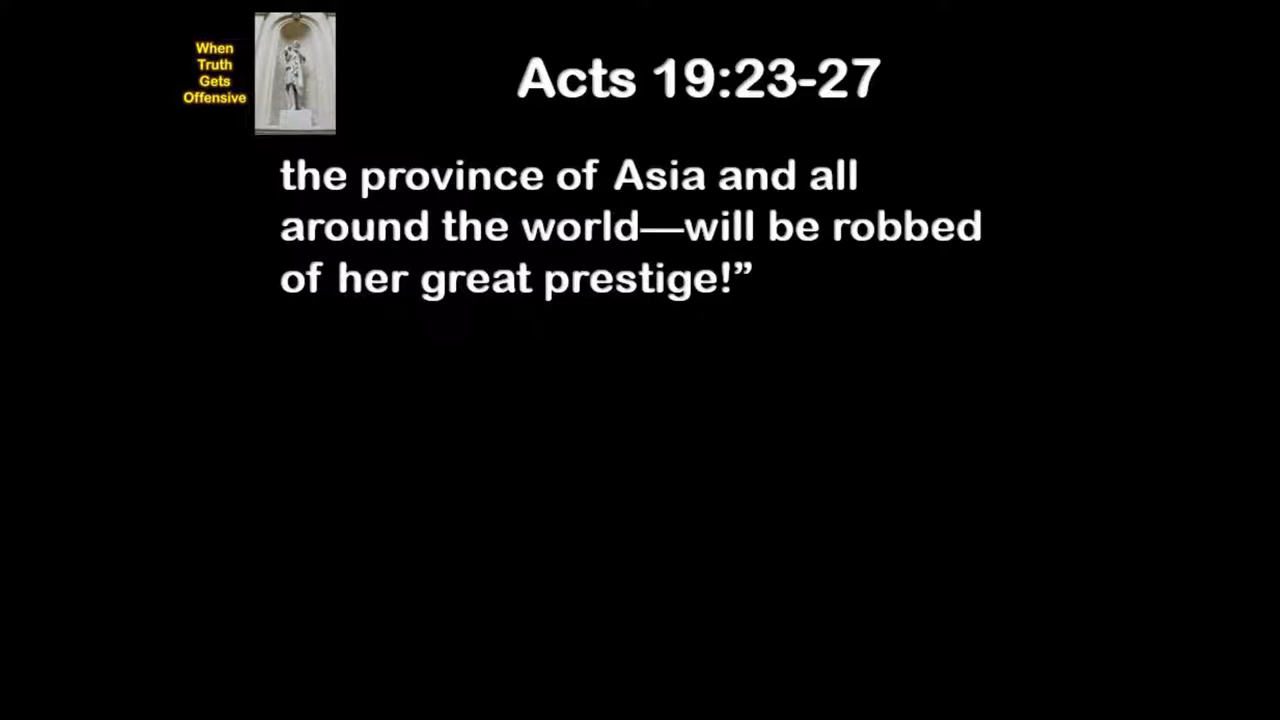 When
Truth
Gets
Offensive
Acts 19:23-27
the province of Asia and all
around the world—will be robbed
of her great prestige!”